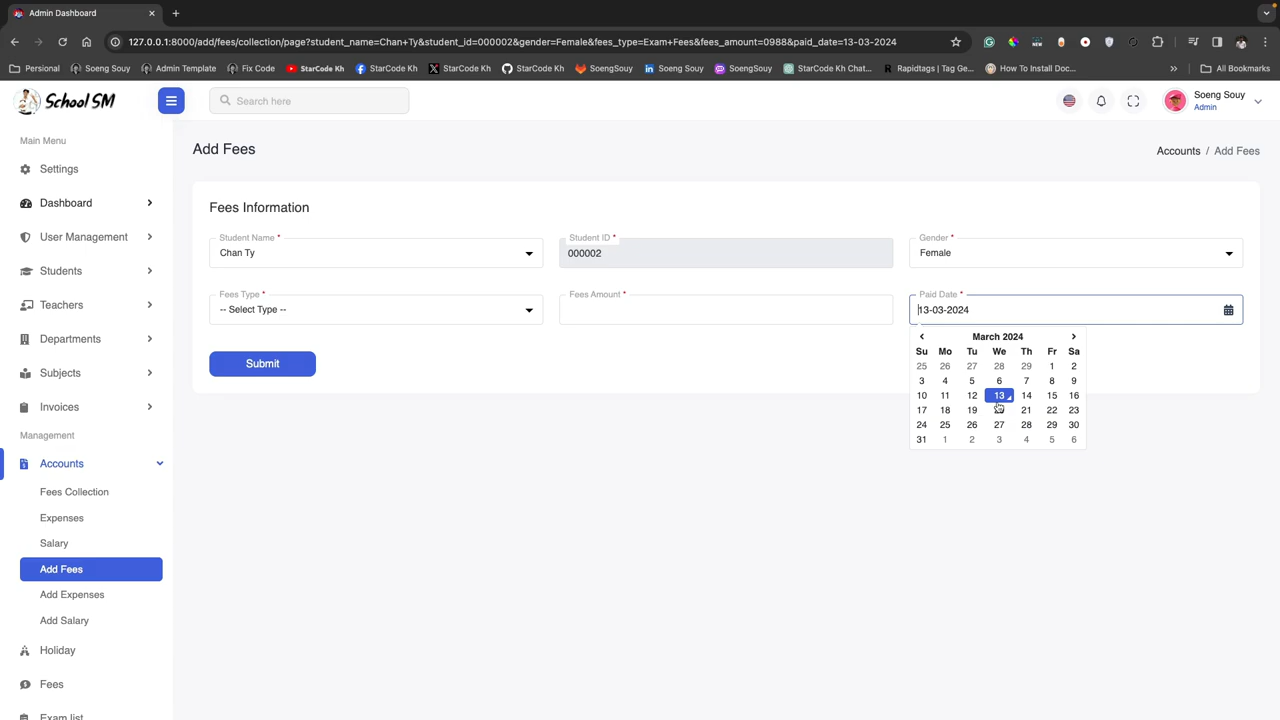 Admin Dashboard
127.0.0.1:8000/add/fees/collection/page?student_name=Chan+Ty&student_id=000002&gender=Female&fees_type=Exam+Fees&fees_amount=0988&paid_date=13-03-2024
Personal Soeng Souy Admin Template Fix Code StarCode Kh StarCode Kh StarCode Kh StarCode Kh SoengSouy Soeng Souy SoengSouy StarCode Kh Chat... Rapidtags | Tag Ge... How To Install Doc... » All Bookmarks
School SM
Search here
Soeng Souy
Admin
Main Menu
Settings
Dashboard
User Management
Students
Teachers
Departments
Subjects
Invoices
Management
Accounts
Fees Collection
Expenses
Salary
Add Fees
Add Expenses
Add Salary
Holiday
Fees
Exam list
Add Fees
Accounts / Add Fees
Fees Information
Student Name * Student ID * Gender *
Chan Ty 000002 Female
Fees Type * Fees Amount * Paid Date *
-- Select Type -- 13-03-2024
Submit
March 2024
Su Mo Tu We Th Fr Sa
25 26 27 28 29 1 2
3 4 5 6 7 8 9
10 11 12 13 14 15 16
17 18 19 21 22 23
24 25 26 27 28 29 30
31 1 2 3 4 5 6